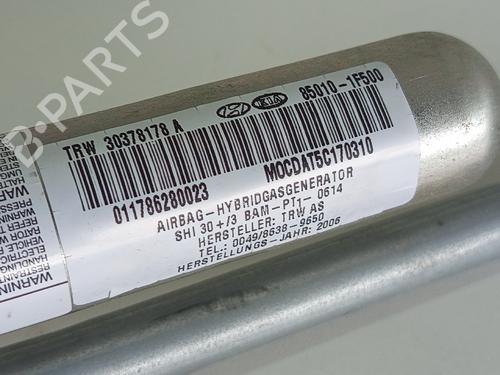 TRW 30378178 A
KIA
85010-1F500
011786280023
MOCDAT5C170310
AIRBAG-HYBRIDGASGENERATOR
SHI 30+/3 BAM-PT1-0614
HERSTELLER: TRW AS
TEL.: 0049/8638-9650
HERSTELLUNGS-JAHR: 2006
WARNING
B-PARTS